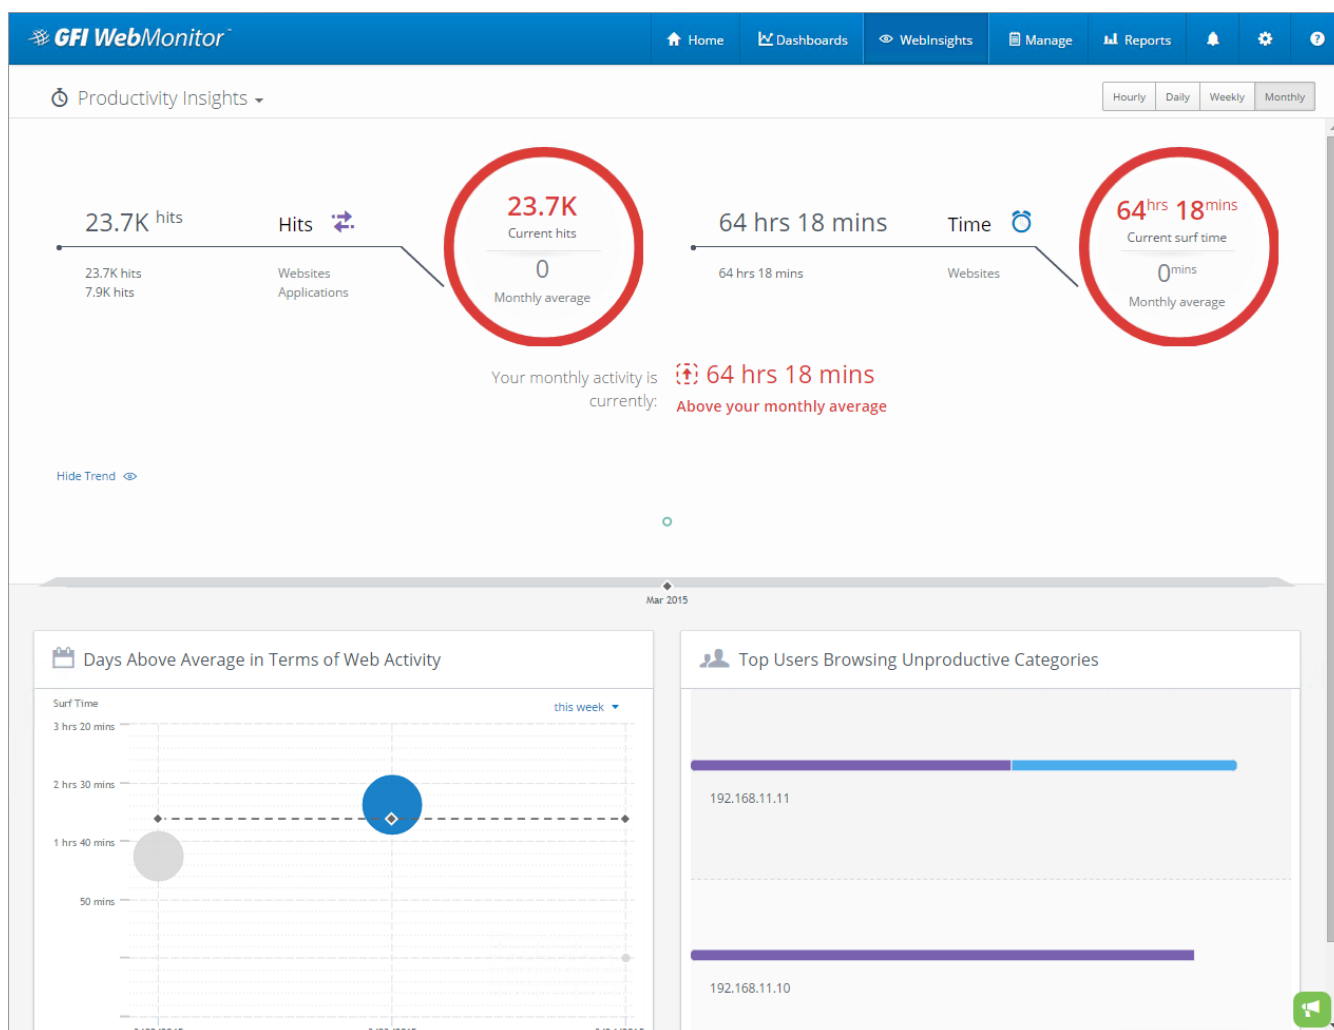 GFI WebMonitor
Home Dashboards WebInsights Manage Reports
Productivity Insights
Hourly Daily Weekly Monthly
23.7K hits Hits
23.7K hits Websites
7.9K hits Applications
23.7K
Current hits
0
Monthly average
64 hrs 18 mins Time
64 hrs 18 mins Websites
64hrs 18mins
Current surf time
0mins
Monthly average
Your monthly activity is
currently:
64 hrs 18 mins
Above your monthly average
Hide Trend
Mar 2015
Days Above Average in Terms of Web Activity
Surf Time
this week
3 hrs 20 mins
2 hrs 30 mins
1 hrs 40 mins
50 mins
Top Users Browsing Unproductive Categories
192.168.11.11
192.168.11.10